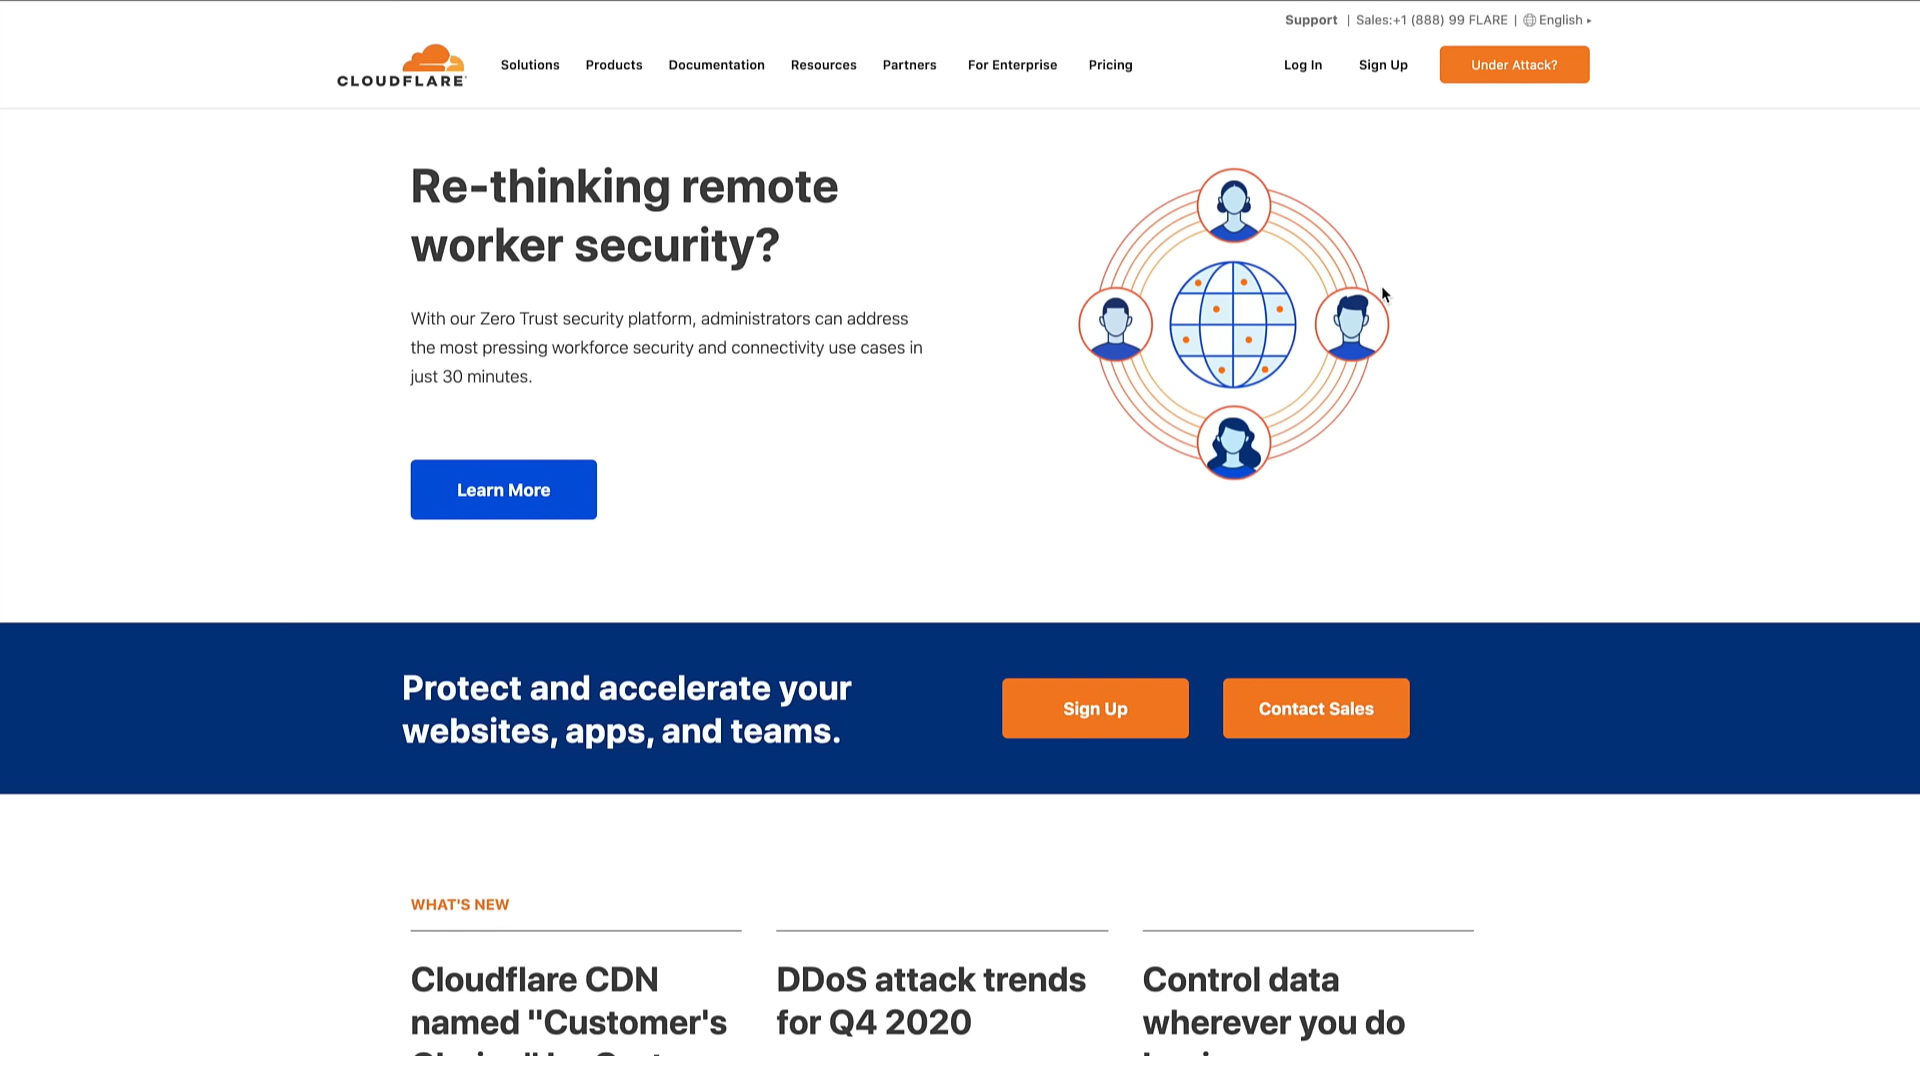 Support | Sales:+1 (888) 99 FLARE | English
CLOUDFLARE
Solutions Products Documentation Resources Partners For Enterprise Pricing Log In Sign Up Under Attack?
Re-thinking remote
worker security?
With our Zero Trust security platform, administrators can address
the most pressing workforce security and connectivity use cases in
just 30 minutes.
Learn More
Protect and accelerate your
websites, apps, and teams.
Sign Up
Contact Sales
WHAT'S NEW
Cloudflare CDN
named "Customer's
DDoS attack trends
for Q4 2020
Control data
wherever you do